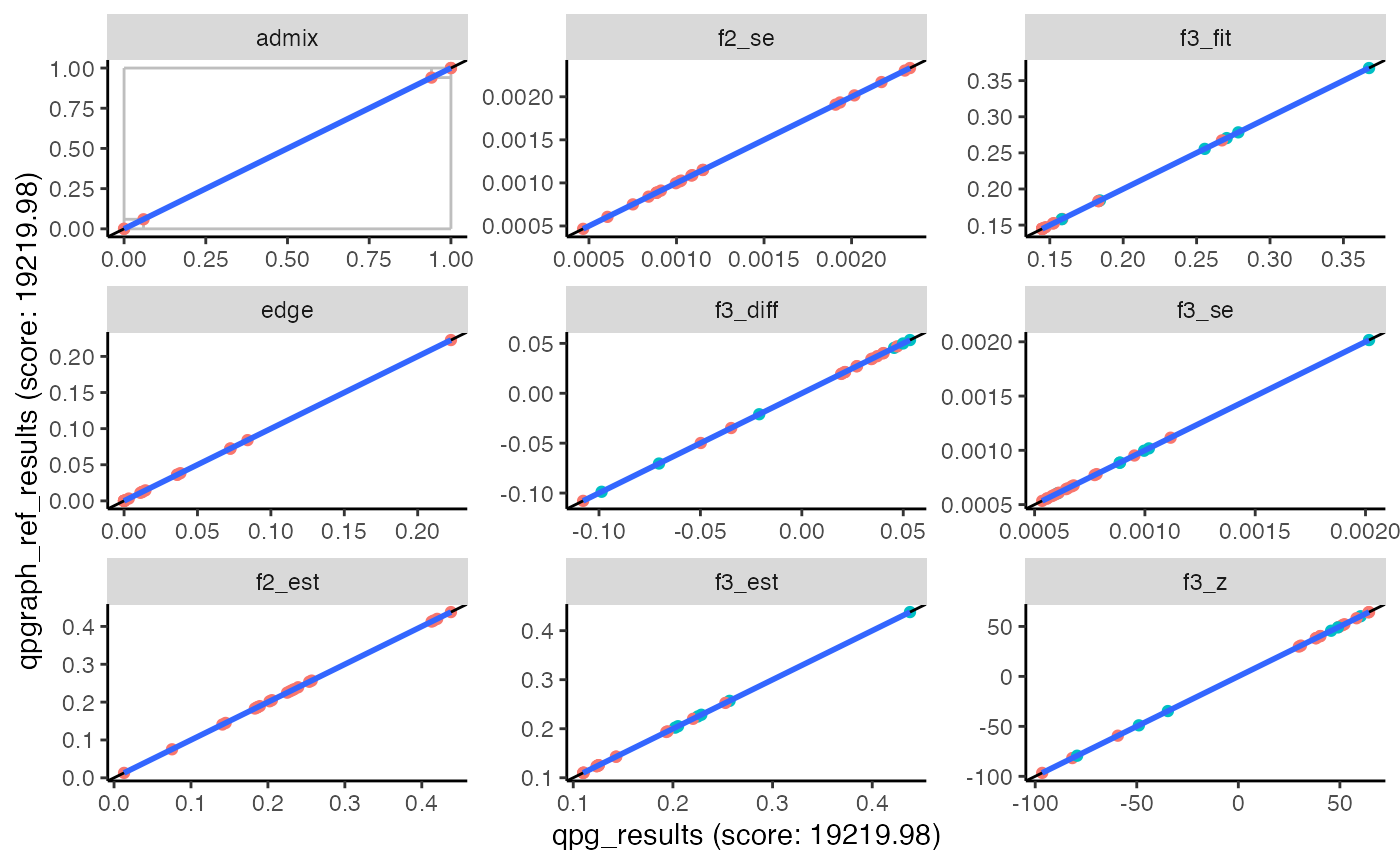 admix
f2_se
f3_fit
1.00
0.75
0.50
0.25
0.00
0.00 0.25 0.50 0.75 1.00
0.0020
0.0015
0.0010
0.0005
0.0005 0.0010 0.0015 0.0020
0.35
0.30
0.25
0.20
0.15
0.15 0.20 0.25 0.30 0.35
edge
f3_diff
f3_se
0.20
0.15
0.10
0.05
0.00
0.00 0.05 0.10 0.15 0.20
0.05
0.00
-0.05
-0.10
-0.10 -0.05 0.00 0.05
0.0020
0.0015
0.0010
0.0005
0.0005 0.0010 0.0015 0.0020
f2_est
f3_est
f3_z
0.4
0.3
0.2
0.1
0.0
0.0 0.1 0.2 0.3 0.4
0.4
0.3
0.2
0.1
0.1 0.2 0.3 0.4
50
0
-50
-100
-100 -50 0 50
qpgraph_ref_results (score: 19219.98)
qpg_results (score: 19219.98)